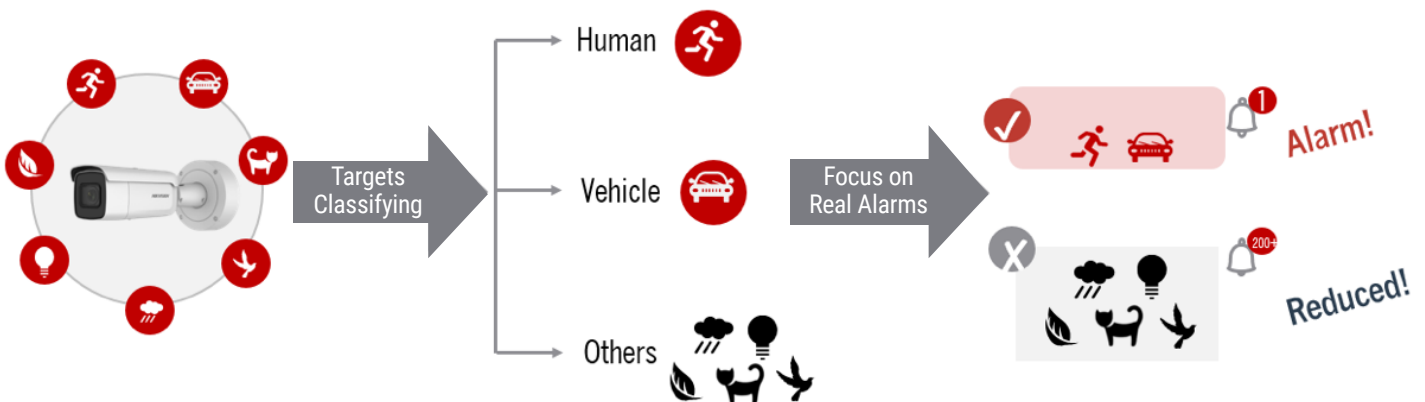 Human
Targets
Classifying
Vehicle
Others
Focus on
Real Alarms
1
Alarm!
200+
Reduced!